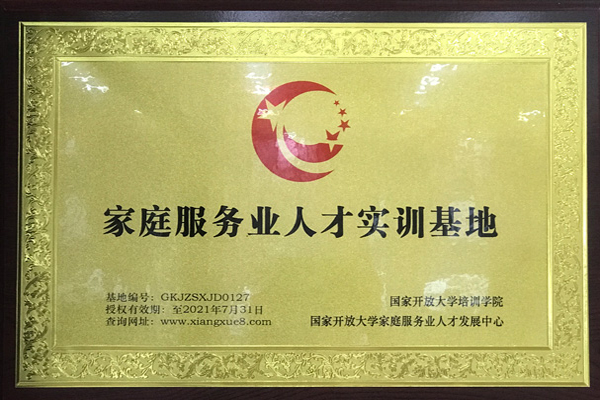 家庭服务业人才实训基地
基地编号：GKJZSXJD0127
授权有效期：至2021年7月31日
查询网址：www.xiangxue8.com
国家开放大学培训学院
国家开放大学家庭服务业人才发展中心